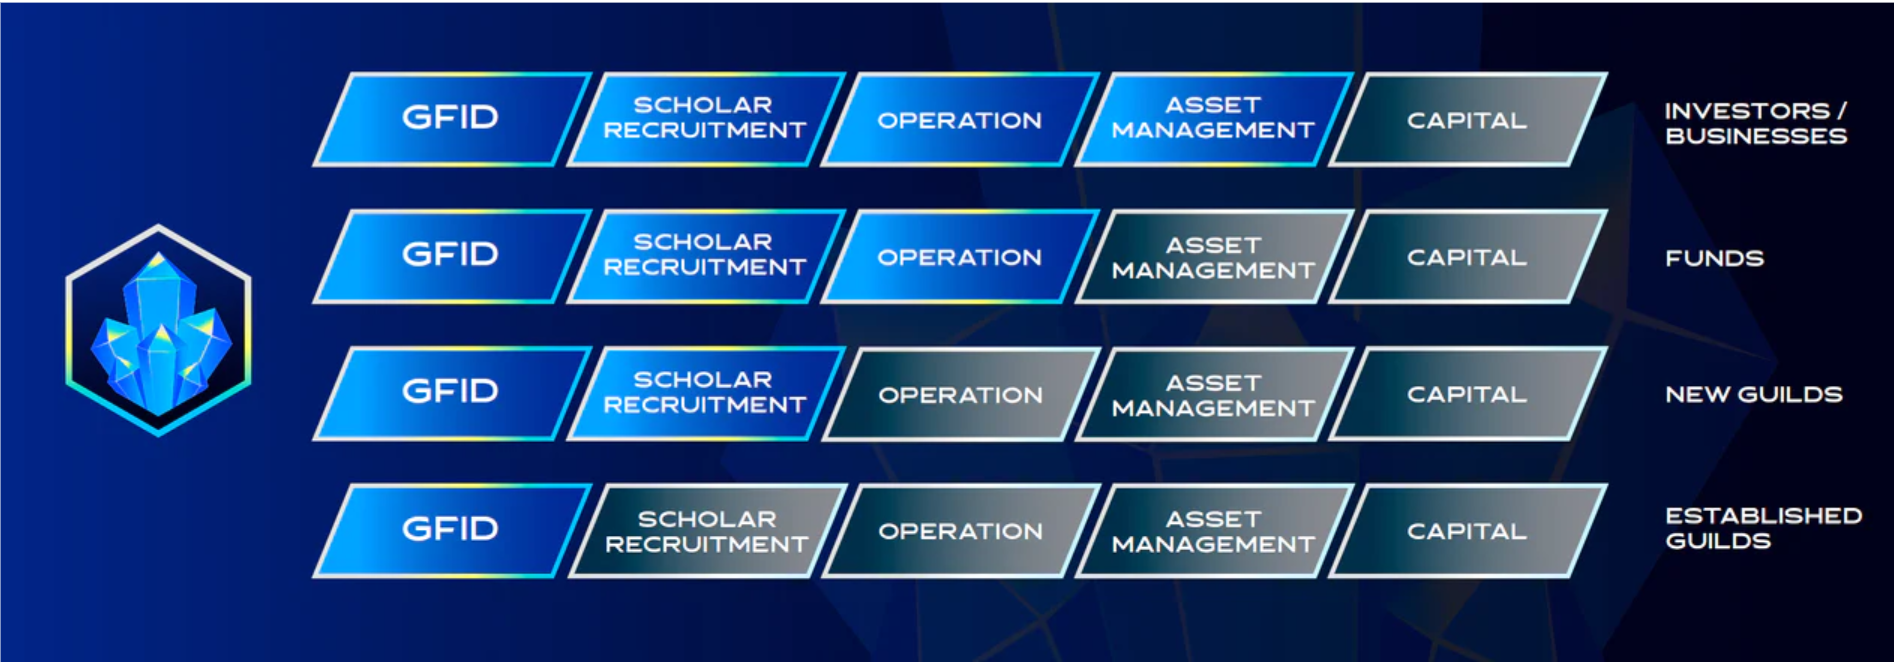 GFID
SCHOLAR
RECRUITMENT
OPERATION
ASSET
MANAGEMENT
CAPITAL
INVESTORS /
BUSINESSES
GFID
SCHOLAR
RECRUITMENT
OPERATION
ASSET
MANAGEMENT
CAPITAL
FUNDS
GFID
SCHOLAR
RECRUITMENT
OPERATION
ASSET
MANAGEMENT
CAPITAL
NEW GUILDS
GFID
SCHOLAR
RECRUITMENT
OPERATION
ASSET
MANAGEMENT
CAPITAL
ESTABLISHED
GUILDS